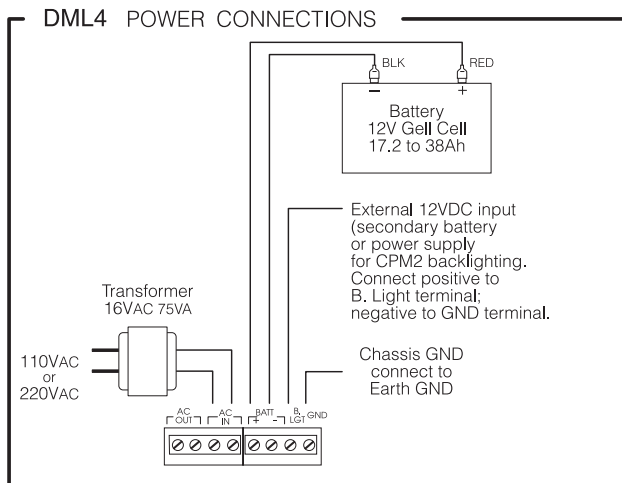 DML4 POWER CONNECTIONS
BLK
RED
− +
Battery
12V Gell Cell
17.2 to 38Ah
External 12VDC input
(secondary battery
or power supply
for CPM2 backlighting.
Connect positive to
B. Light terminal;
negative to GND terminal.
Transformer
16VAC 75VA
110VAC
or
220VAC
Chassis GND
connect to
Earth GND
AC
OUT
AC
IN
BATT
+ -
B.
LGT
GND